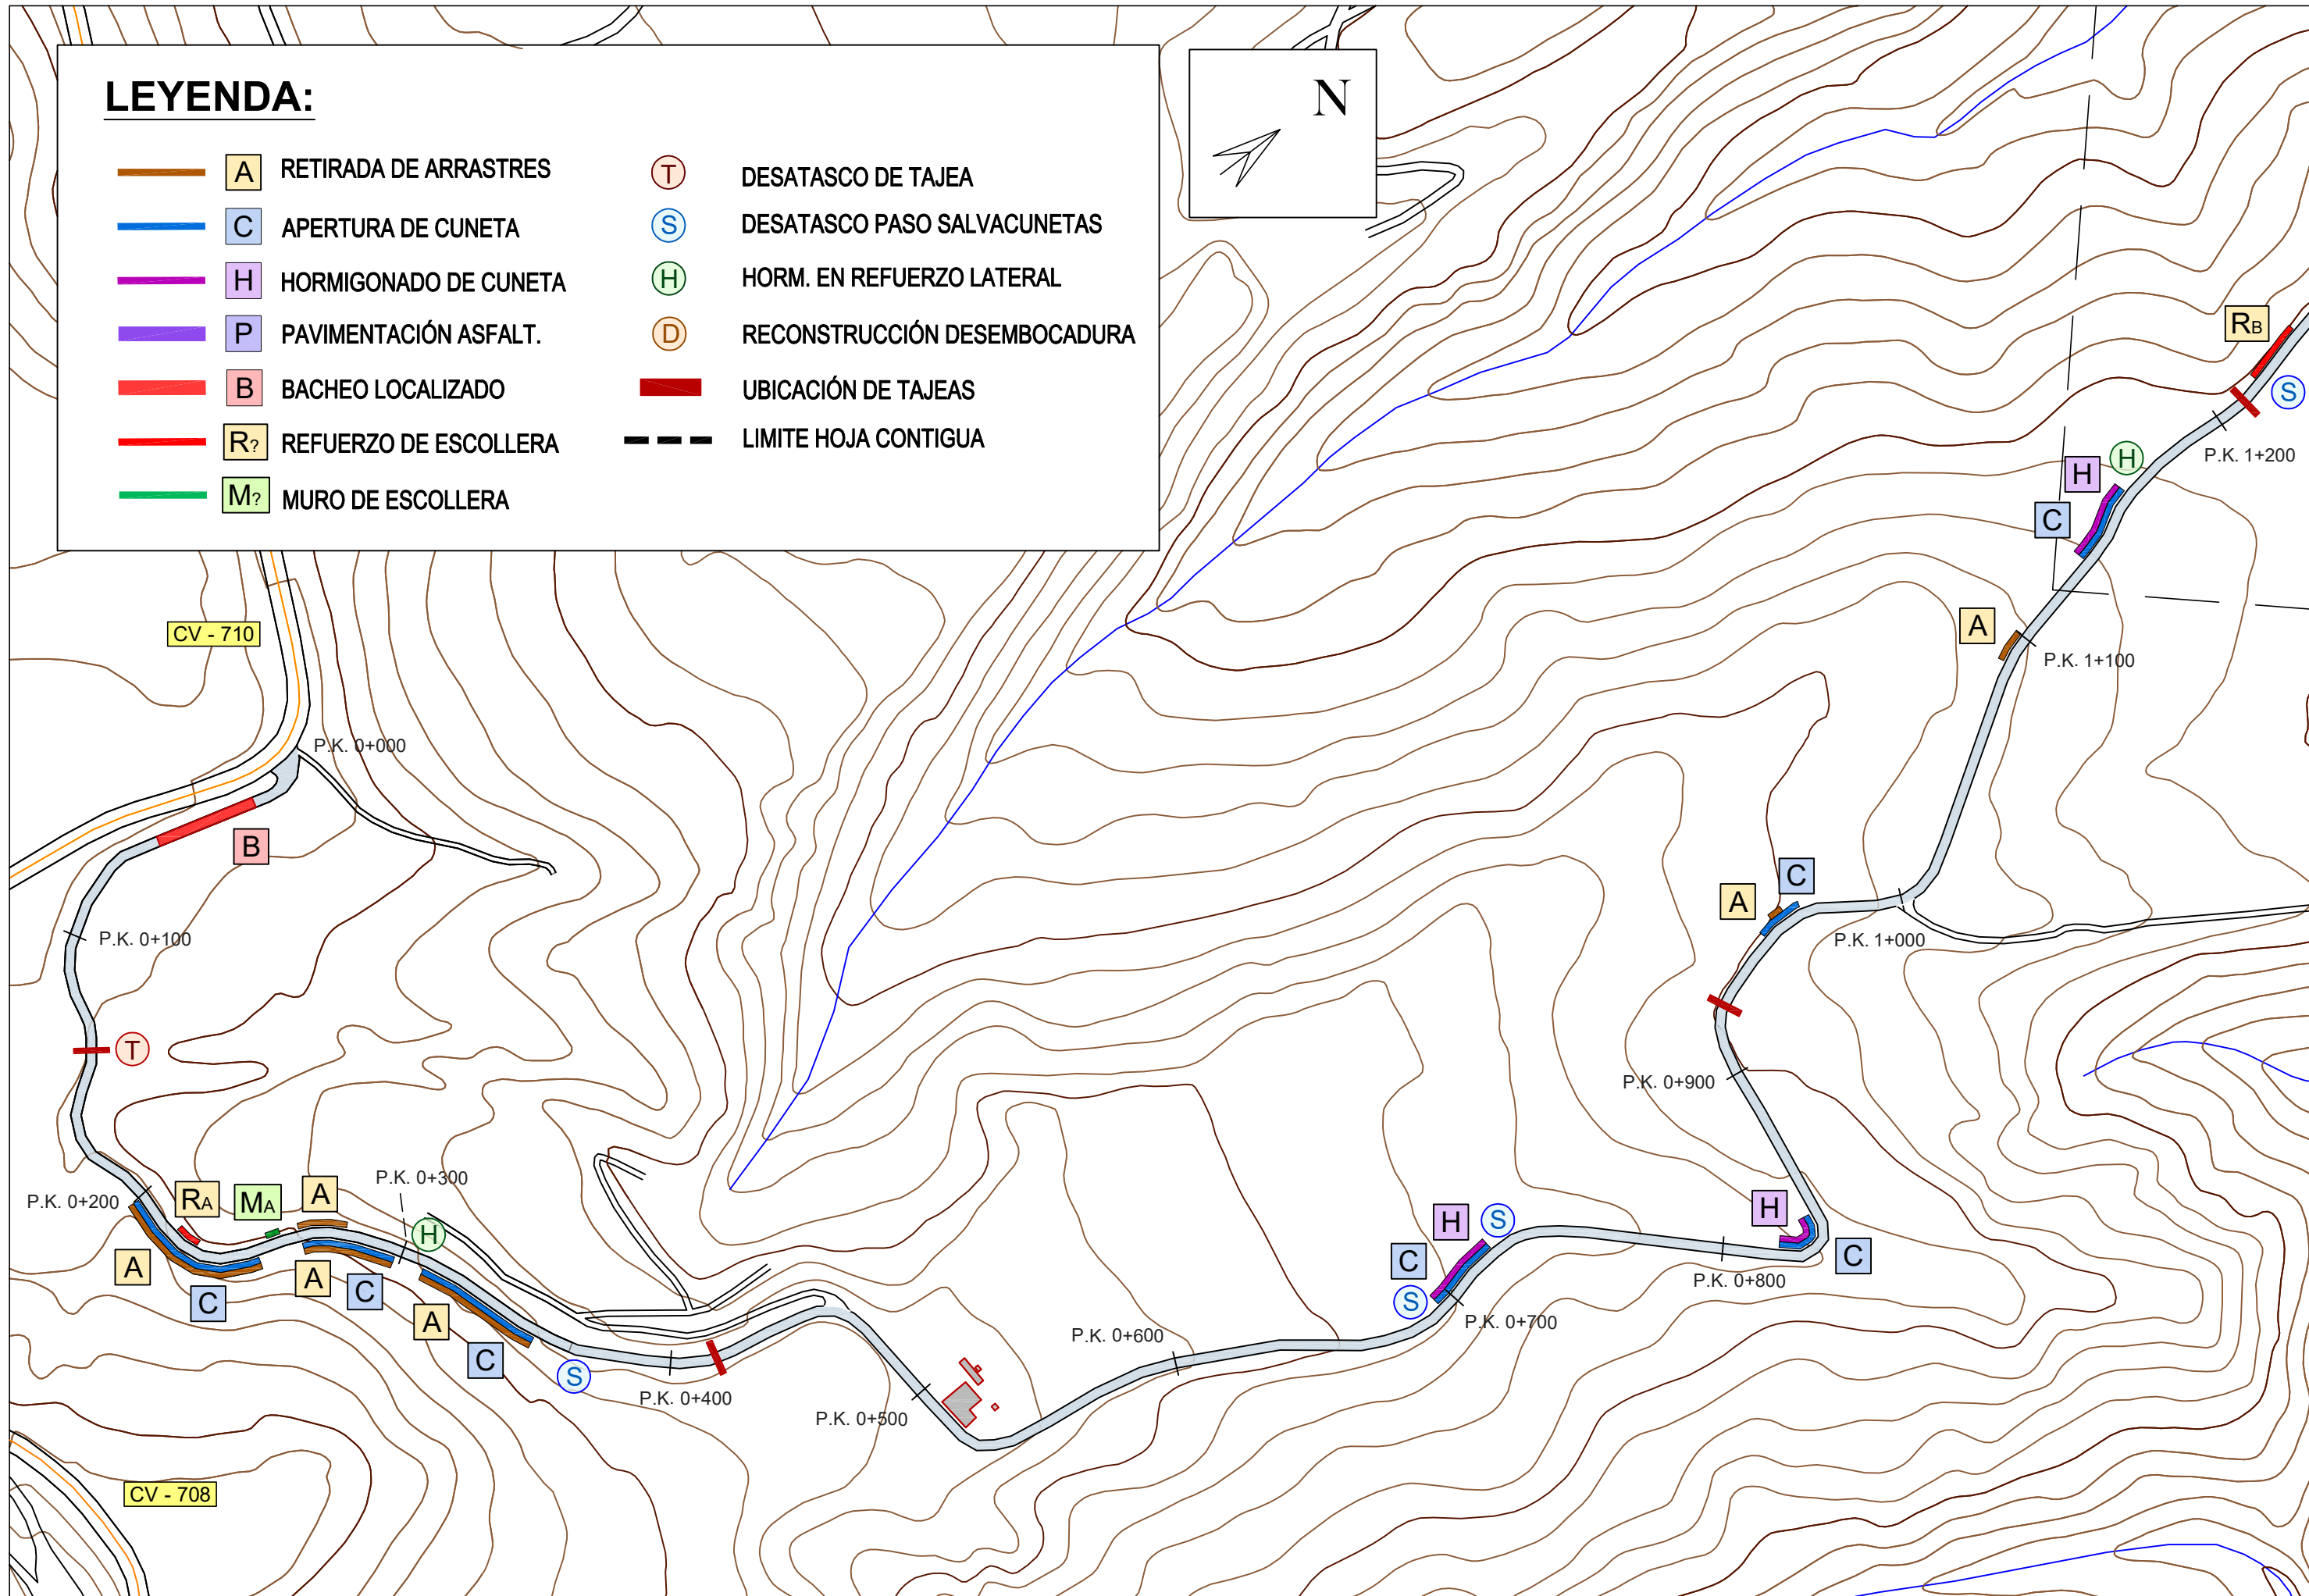 LEYENDA:
A RETIRADA DE ARRASTRES
C APERTURA DE CUNETA
H HORMIGONADO DE CUNETA
P PAVIMENTACIÓN ASFALT.
B BACHEO LOCALIZADO
R? REFUERZO DE ESCOLLERA
M? MURO DE ESCOLLERA
T DESATASCO DE TAJEA
S DESATASCO PASO SALVACUNETAS
H HORM. EN REFUERZO LATERAL
D RECONSTRUCCIÓN DESEMBOCADURA
UBICACIÓN DE TAJEAS
LIMITE HOJA CONTIGUA
N
RB
S
P.K. 1+200
H
H
C
A
P.K. 1+100
CV - 710
P.K. 0+000
B
C
A
P.K. 1+000
P.K. 0+100
T
P.K. 0+900
P.K. 0+300
P.K. 0+200
RA
MA
A
H
A
C
A
C
A
C
S
P.K. 0+400
P.K. 0+500
P.K. 0+600
H
S
C
S
P.K. 0+700
H
C
P.K. 0+800
CV - 708